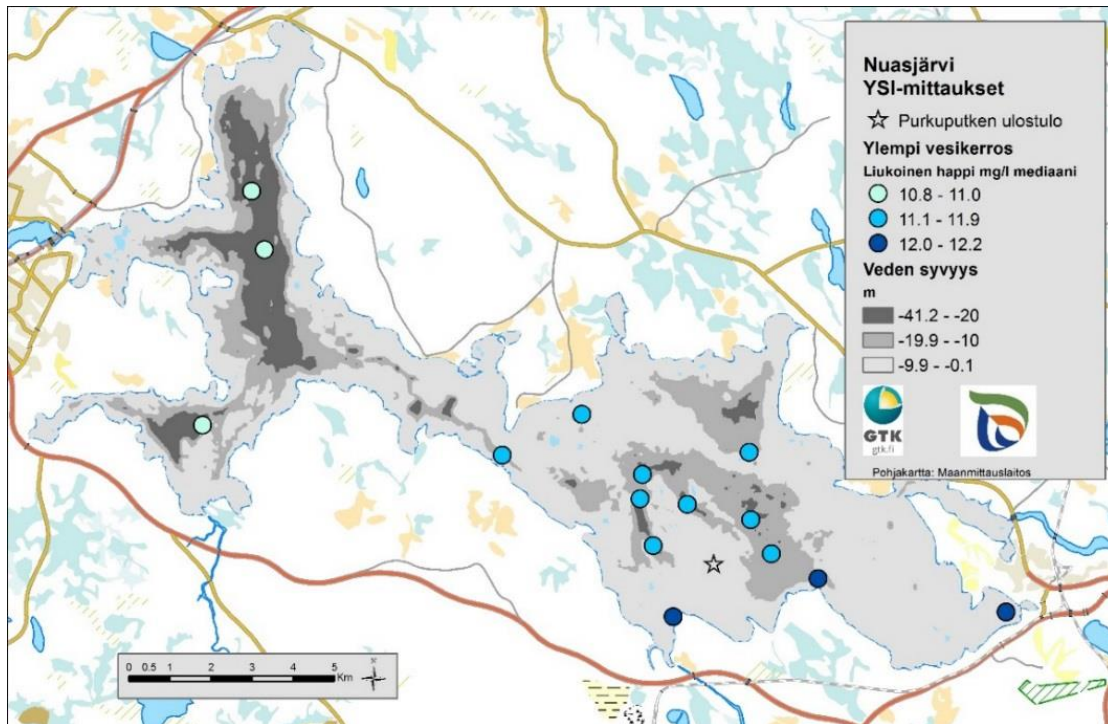 Nuasjärvi
YSI-mittaukset
Purkuputken ulostulo
Ylempi vesikerros
Liukoinen happi mg/l mediaani
10.8 - 11.0
11.1 - 11.9
12.0 - 12.2
Veden syvyys
m
-41.2 - -20
-19.9 - -10
-9.9 - -0.1
GTK
gtk.fi
Pohjakartta: Maanmittauslaitos
0 0.5 1 2 3 4 5
Km